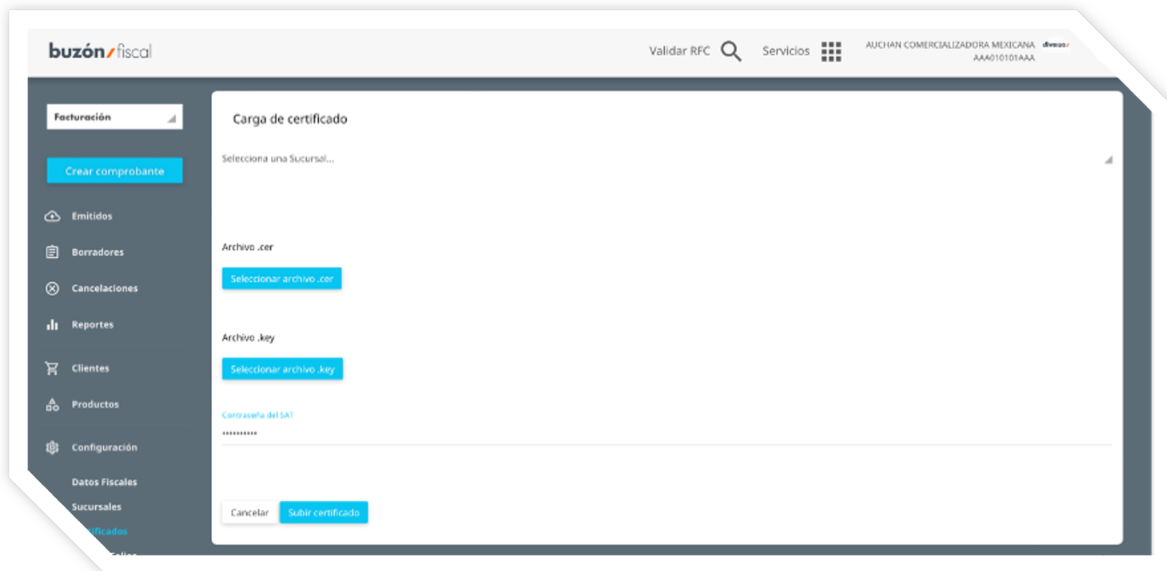 buzón/fiscal
Validar RFC
Servicios
AUCHAN COMERCIALIZADORA MEXICANA
AAA010101AAA
Facturación
Crear comprobante
Emitidos
Borradores
Cancelaciones
Reportes
Clientes
Productos
Configuración
Datos Fiscales
Sucursales
Carga de certificado
Selecciona una Sucursal...
Archivo .cer
Seleccionar archivo .cer
Archivo .key
Seleccionar archivo .key
Contraseña del SAT
••••••••••
Cancelar
Subir certificado